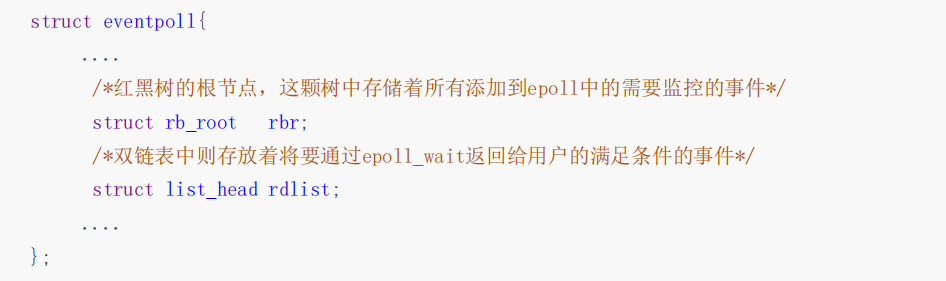 struct eventpoll{
....
/*红黑树的根节点，这颗树中存储着所有添加到epoll中的需要监控的事件*/
struct rb_root rbr;
/*双链表中则存放着将要通过epoll_wait返回给用户的满足条件的事件*/
struct list_head rdlist;
....
};